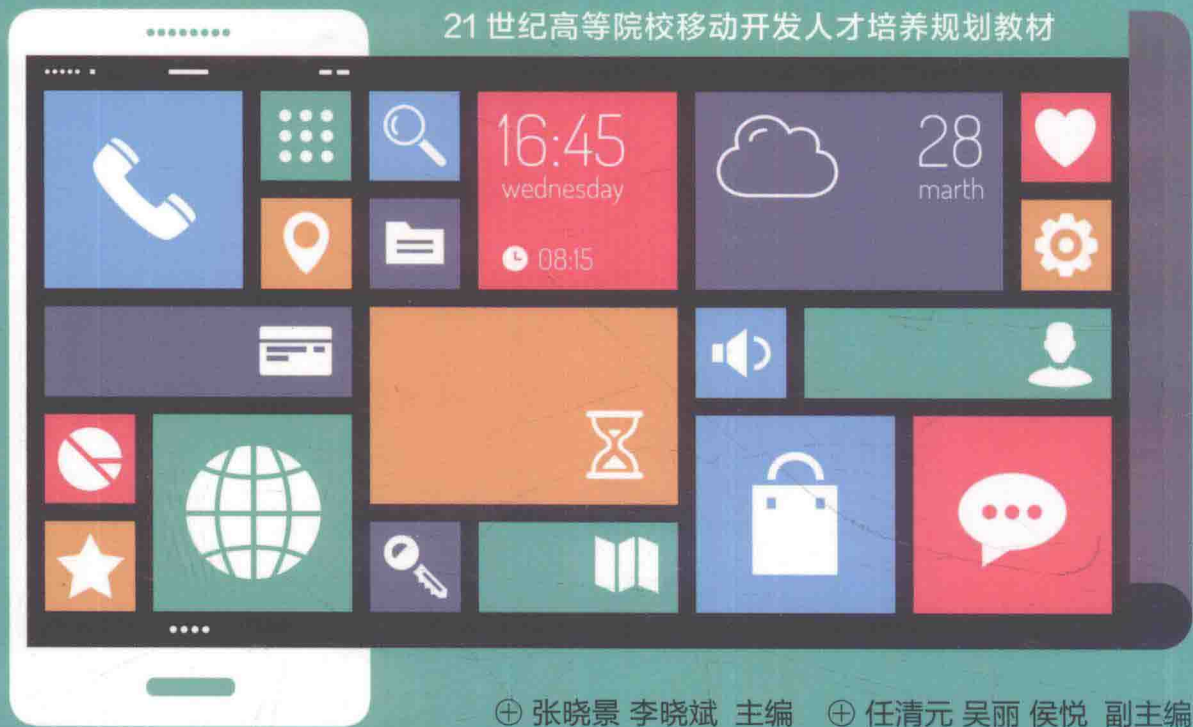 21世纪高等院校移动开发人才培养规划教材
16:45
wednesday
08:15
28
marth
张晓景 李晓斌 主编 任清元 吴丽 侯悦 副主编